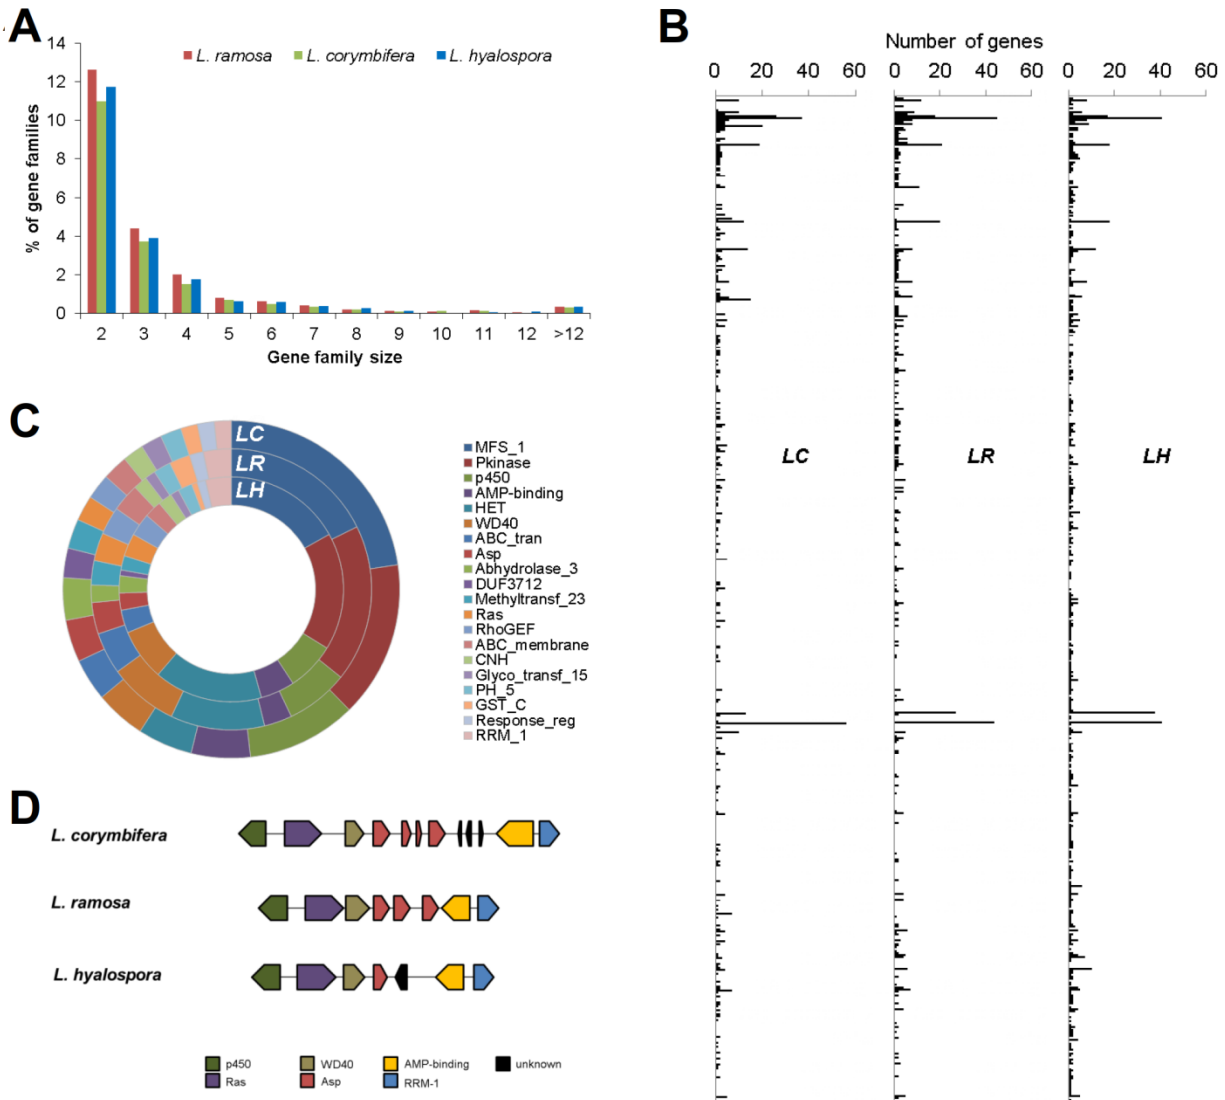 A
14
12
10
8
6
4
2
0
% of gene families
L. ramosa L. corymbifera L. hyalospora
2 3 4 5 6 7 8 9 10 11 12 >12
Gene family size
B
Number of genes
0 20 40 60 0 20 40 60 0 20 40 60
LC LR LH
C
LC
LR
LH
MFS_1
Pkinase
p450
AMP-binding
HET
WD40
ABC_tran
Asp
Abhydrolase_3
DUF3712
Methyltransf_23
Ras
RhoGEF
ABC_membrane
CNH
Glyco_transf_15
PH_5
GST_C
Response_reg
RRM_1
D
L. corymbifera
L. ramosa
L. hyalospora
p450 WD40 AMP-binding unknown
Ras Asp RRM-1